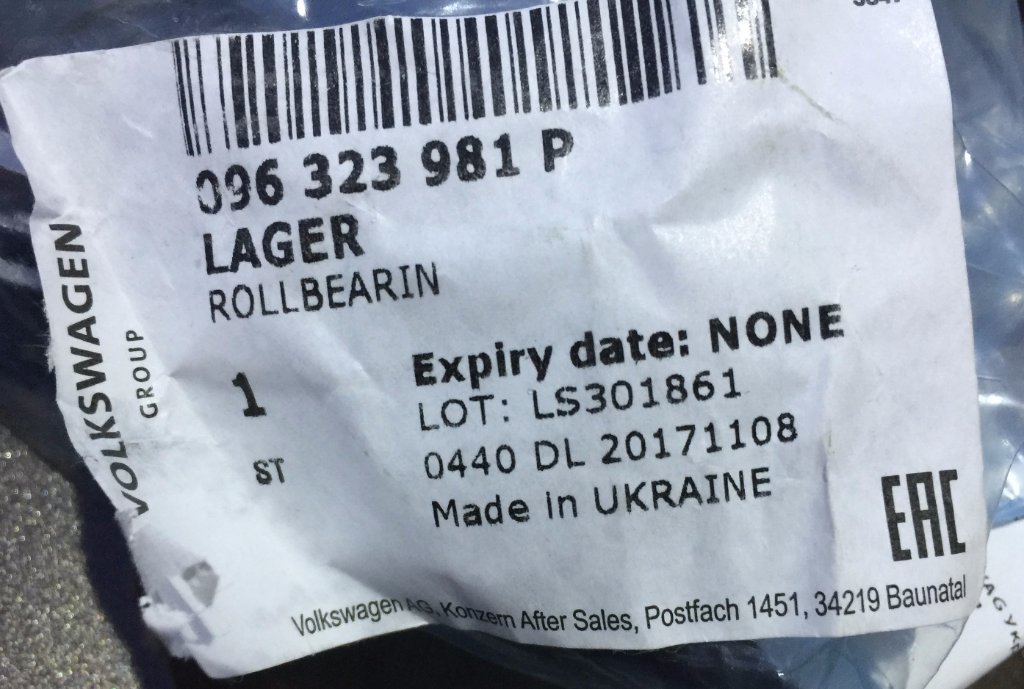 096 323 981 P
LAGER
ROLLBEARIN
VOLKSWAGEN
GROUP
1
ST
Expiry date: NONE
LOT: LS301861
0440 DL 20171108
Made in UKRAINE
EAC
Volkswagen AG, Konzern After Sales, Postfach 1451, 34219 Baunatal